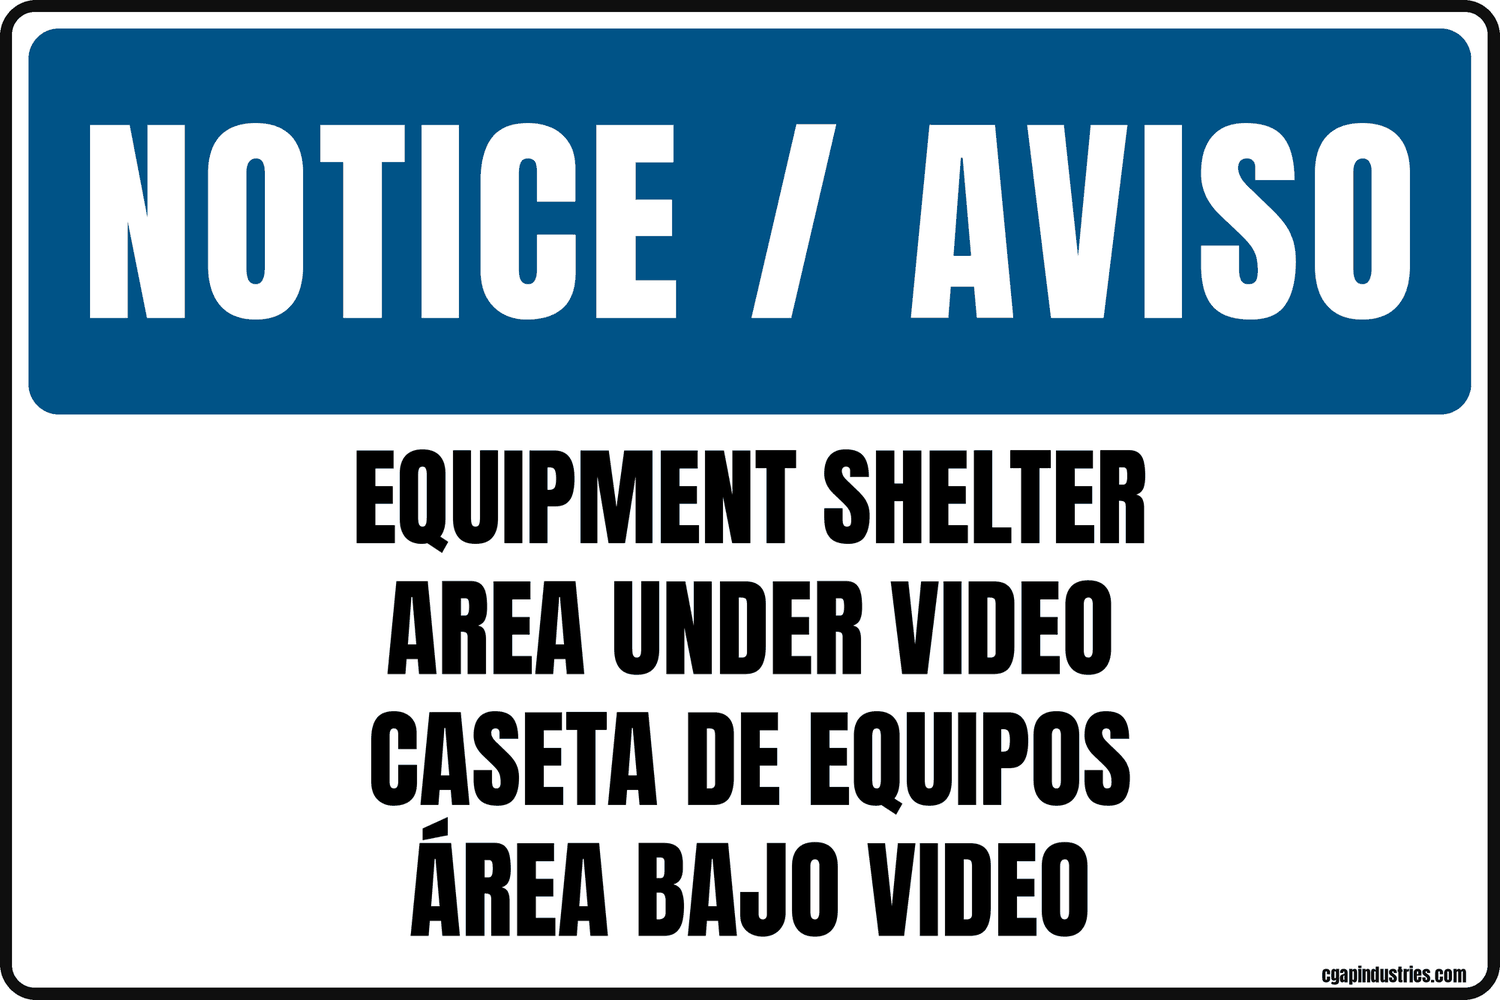 NOTICE / AVISO
EQUIPMENT SHELTER
AREA UNDER VIDEO
CASETA DE EQUIPOS
ÁREA BAJO VIDEO
cgapindustries.com